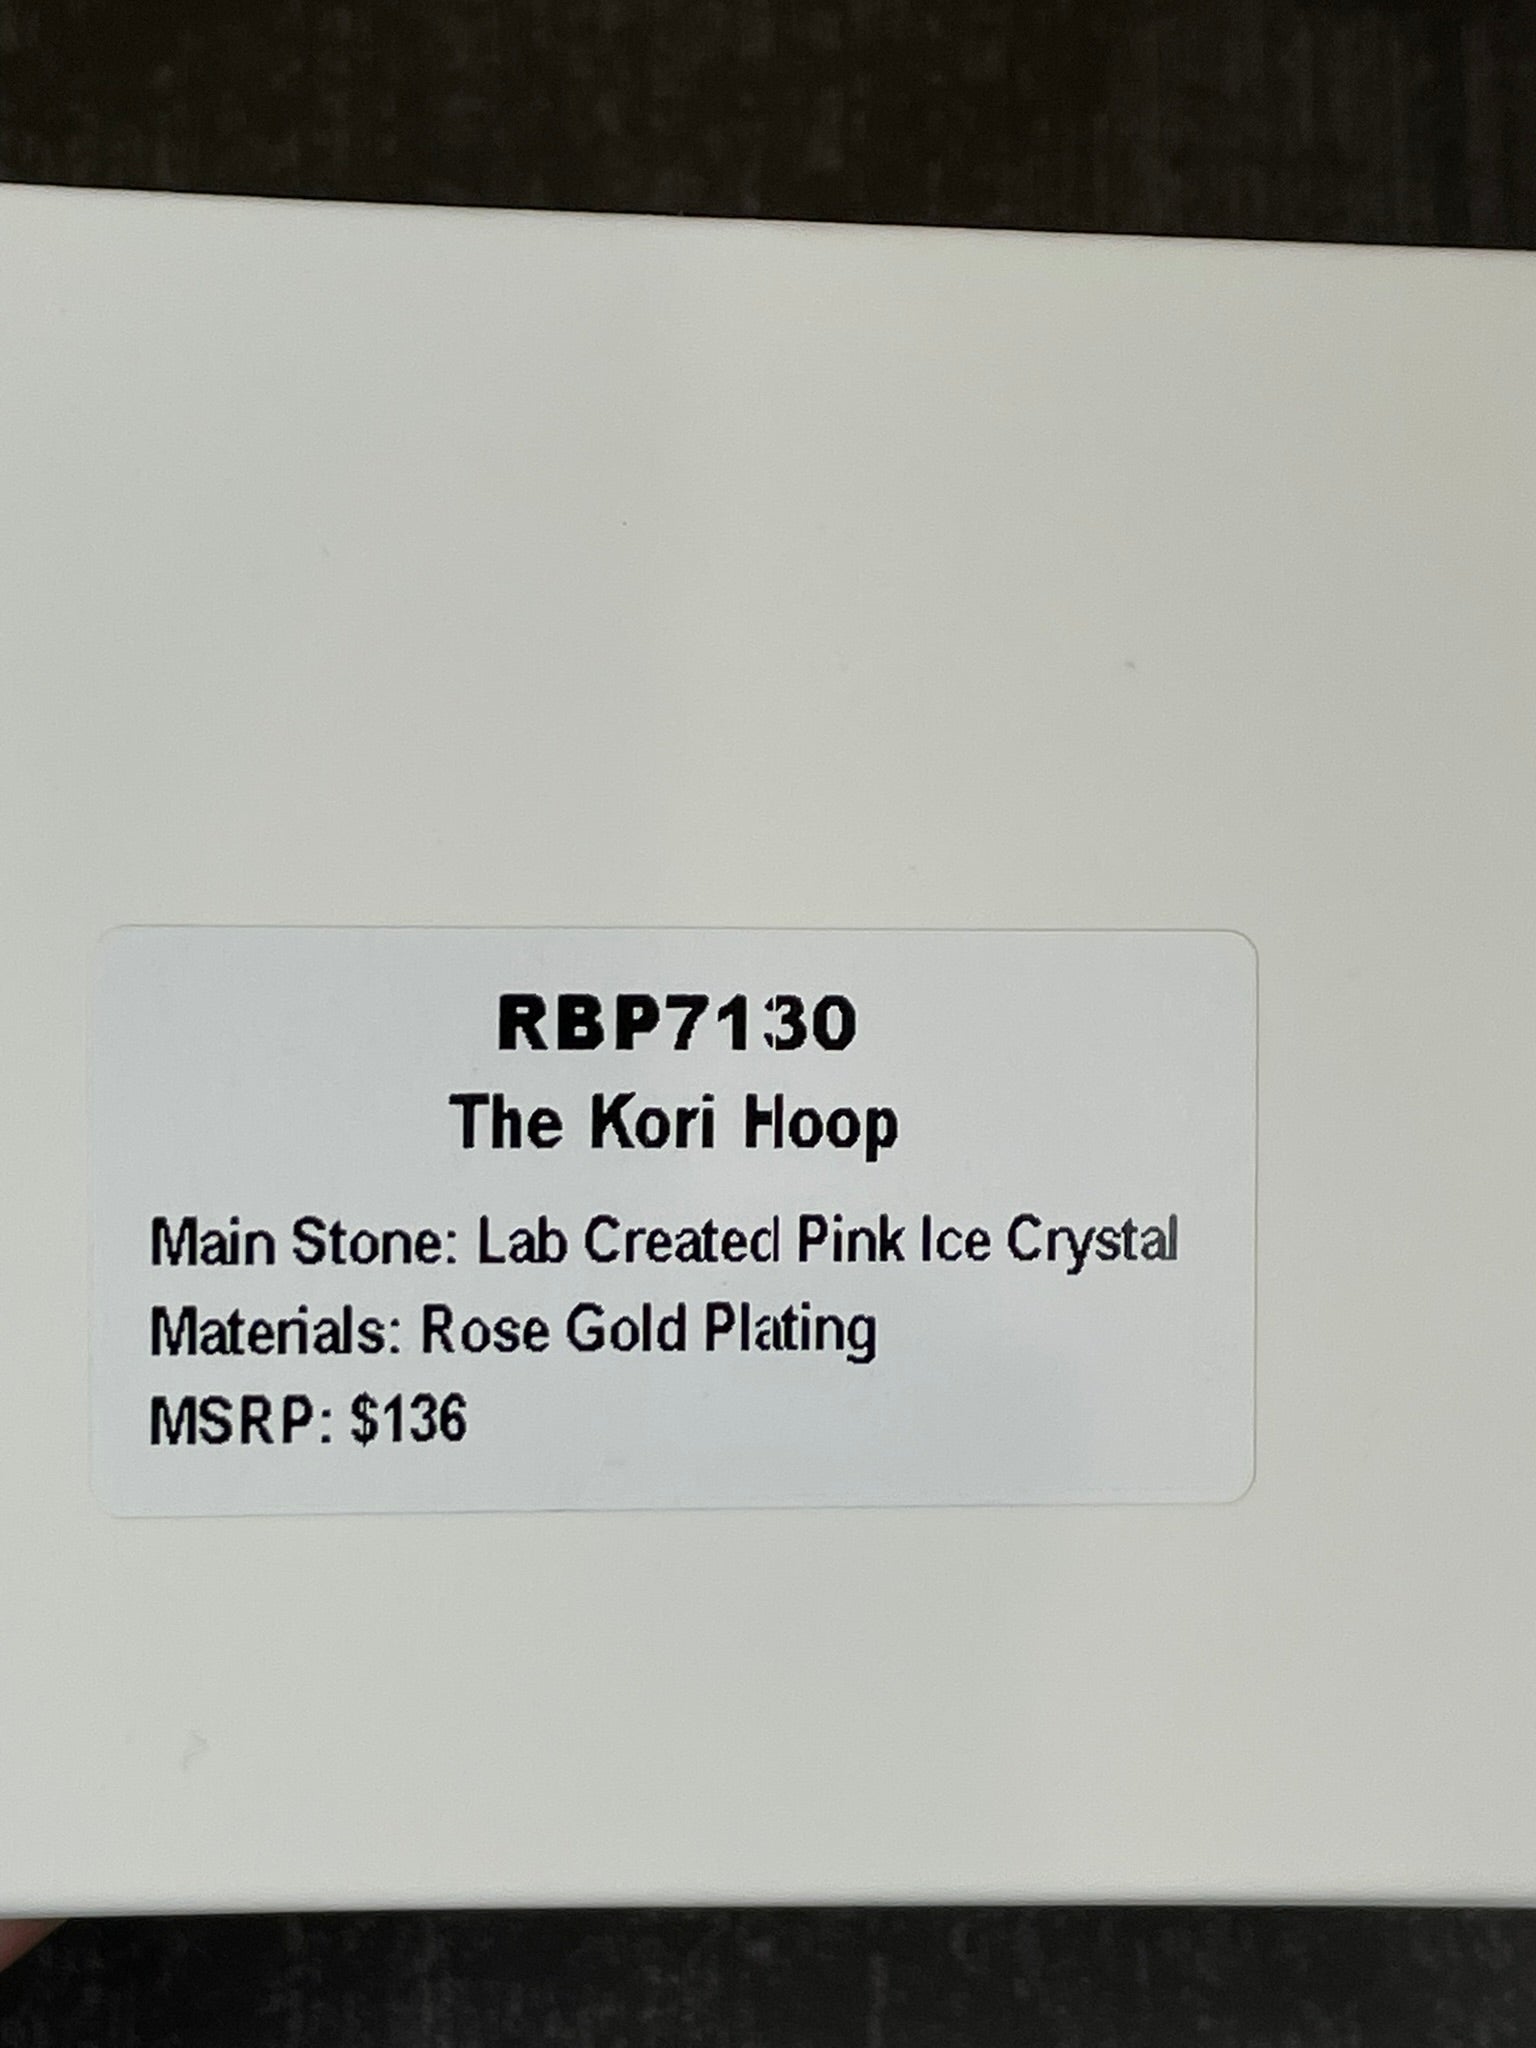 RBP7130
The Kori Hoop
Main Stone: Lab Created Pink Ice Crystal
Materials: Rose Gold Plating
MSRP: $136